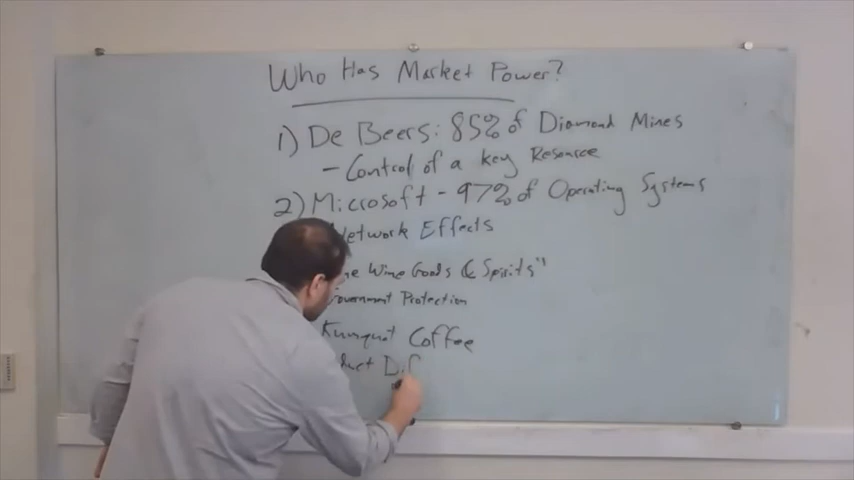 Who Has Market Power?
1) De Beers: 85% of Diamond Mines
- Control of a key Resource
2) Microsoft - 97% of Operating Systems
Network Effects
Wine Goods & Spirits"
Government Protection
Kumquat Coffee
Dif